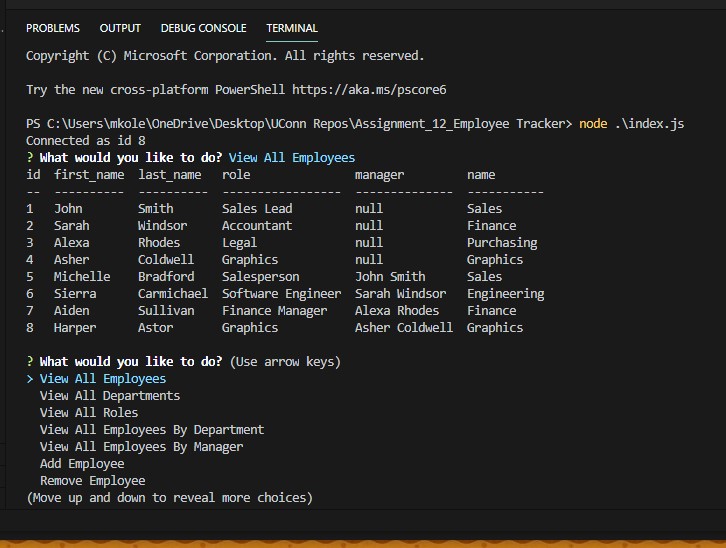 PROBLEMS OUTPUT DEBUG CONSOLE TERMINAL
Copyright (C) Microsoft Corporation. All rights reserved.
Try the new cross-platform PowerShell https://aka.ms/pscore6
PS C:\Users\mkole\OneDrive\Desktop\UConn Repos\Assignment_12_Employee Tracker> node .\index.js
Connected as id 8
? What would you like to do? View All Employees
id  first_name  last_name   role               manager         name
--  ----------  ----------  -----------------  --------------  -----------
1   John        Smith       Sales Lead         null            Sales
2   Sarah       Windsor     Accountant         null            Finance
3   Alexa       Rhodes      Legal              null            Purchasing
4   Asher       Coldwell    Graphics           null            Graphics
5   Michelle    Bradford    Salesperson        John Smith      Sales
6   Sierra      Carmichael  Software Engineer  Sarah Windsor   Engineering
7   Aiden       Sullivan    Finance Manager    Alexa Rhodes    Finance
8   Harper      Astor       Graphics           Asher Coldwell  Graphics
? What would you like to do? (Use arrow keys)
> View All Employees
  View All Departments
  View All Roles
  View All Employees By Department
  View All Employees By Manager
  Add Employee
  Remove Employee
(Move up and down to reveal more choices)